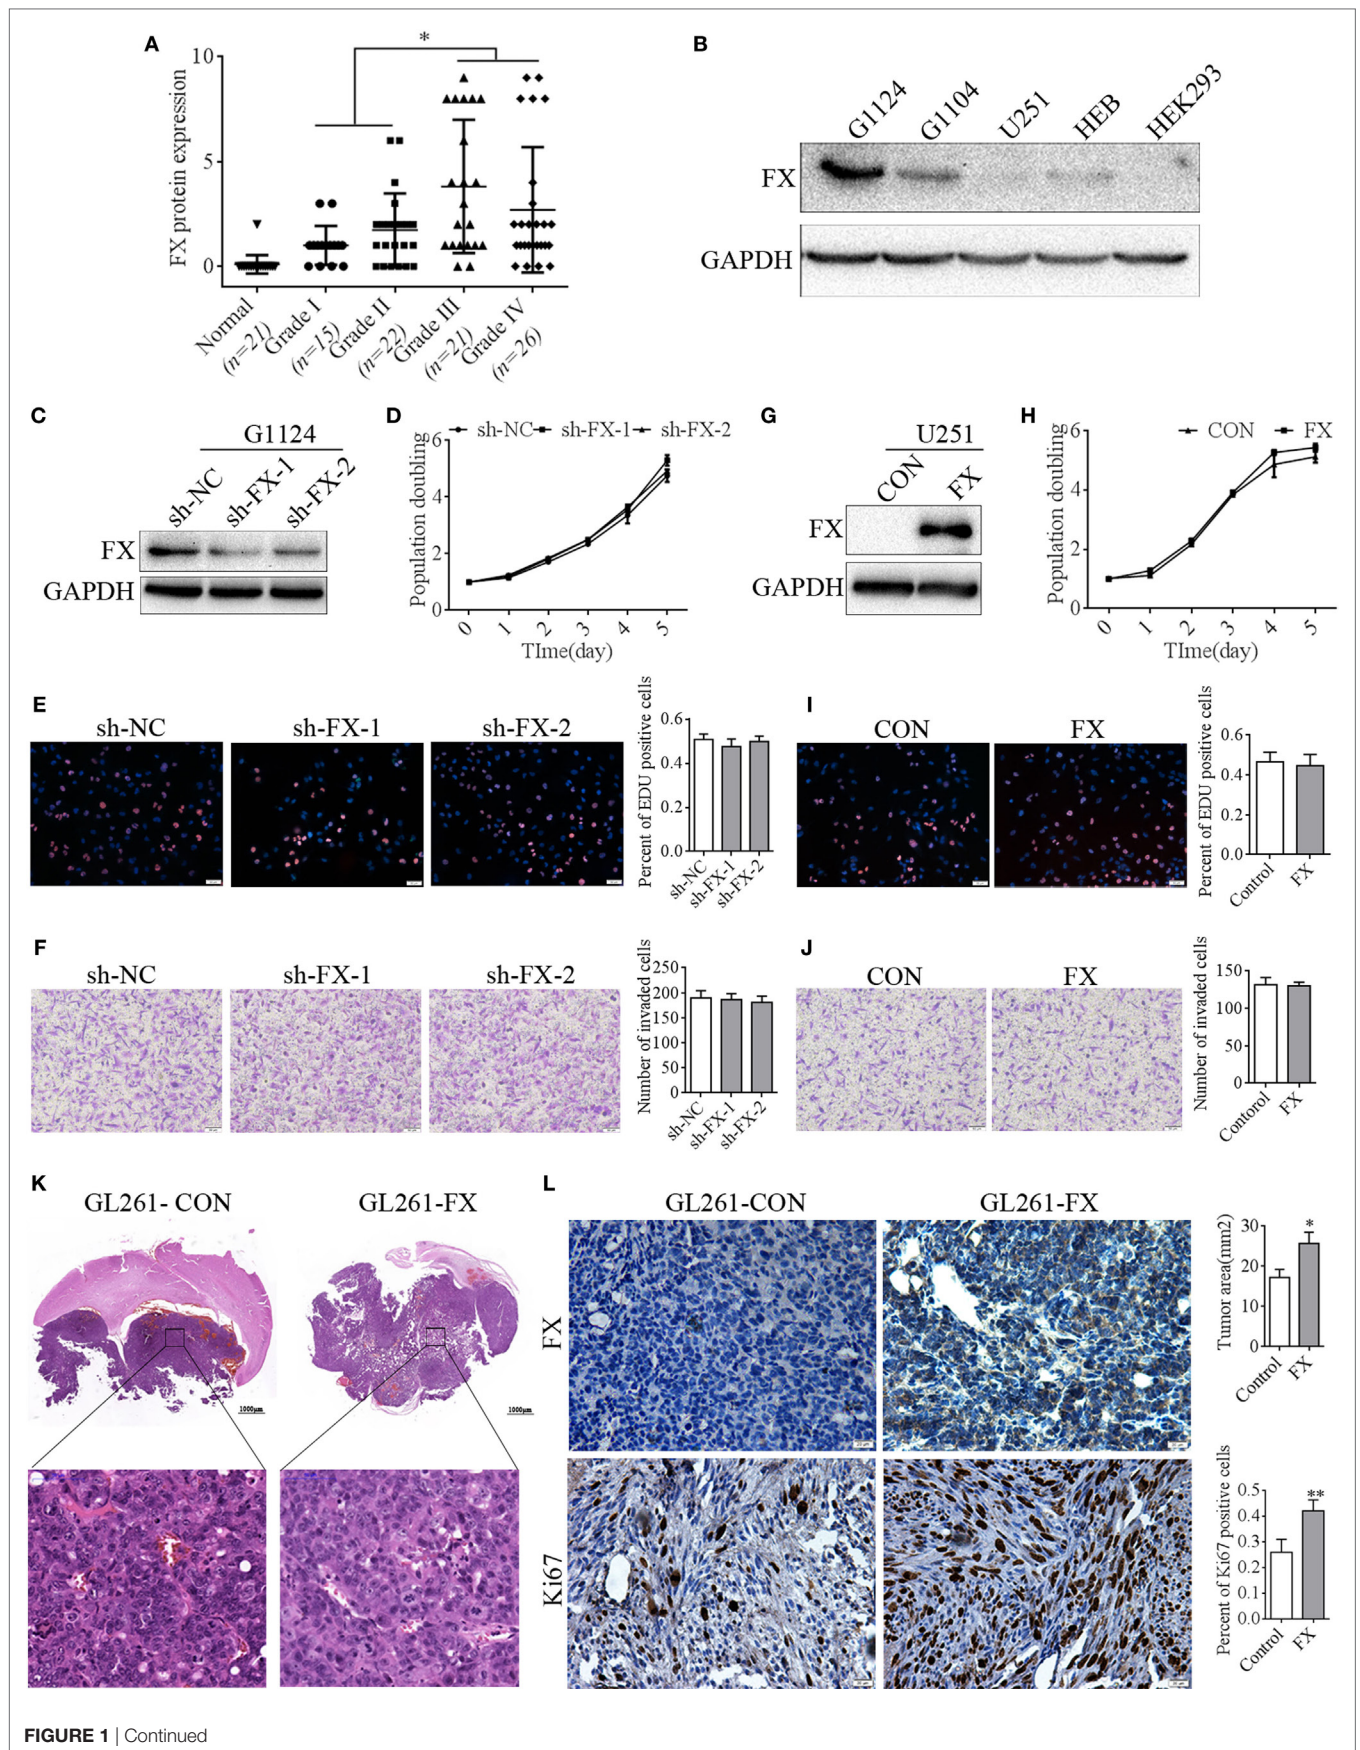 A
*
10
5
0
FX protein expression
Normal
(n=21)
Grade I
(n=15)
Grade II
(n=22)
Grade III
(n=21)
Grade IV
(n=26)
B
G1124
G1104
U251
HEB
HEK293
FX
GAPDH
C
G1124
sh-NC
sh-FX-1
sh-FX-2
FX
GAPDH
D
sh-NC sh-FX-1 sh-FX-2
Population doubling
6
4
2
0
0 1 2 3 4 5
TIme(day)
G
U251
CON
FX
FX
GAPDH
H
CON FX
Population doubling
6
4
2
0
0 1 2 3 4 5
TIme(day)
E
sh-NC sh-FX-1 sh-FX-2
Percent of EDU positive cells
0.6
0.4
0.2
0.0
sh-NC
sh-FX-1
sh-FX-2
I
CON FX
Percent of EDU positive cells
0.6
0.4
0.2
0.0
Control
FX
F
sh-NC sh-FX-1 sh-FX-2
Number of invaded cells
250
200
150
100
50
0
sh-NC
sh-FX-1
sh-FX-2
J
CON FX
Number of invaded cells
150
100
50
0
Contorol
FX
K
GL261- CON GL261-FX
1000μm
1000μm
L
GL261-CON GL261-FX
FX
Ki67
Tumor area(mm2)
30
20
10
0
*
Control
FX
Percent of Ki67 positive cells
0.5
0.4
0.3
0.2
0.1
0.0
**
Control
FX
FIGURE 1 | Continued